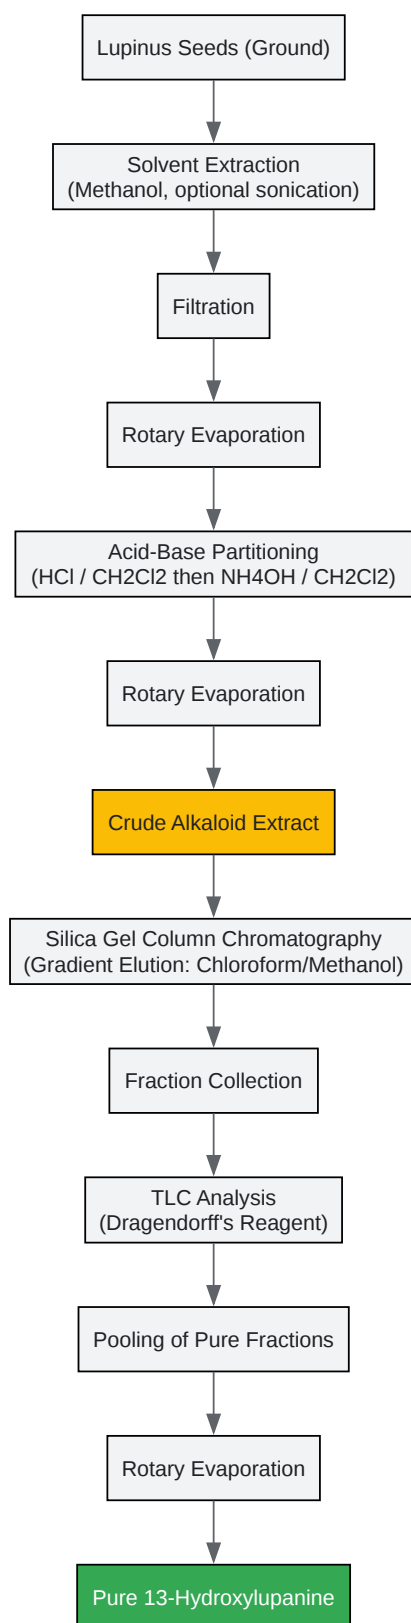 Lupinus Seeds (Ground)
Solvent Extraction
(Methanol, optional sonication)
Filtration
Rotary Evaporation
Acid-Base Partitioning
(HCl / CH2Cl2 then NH4OH / CH2Cl2)
Rotary Evaporation
Crude Alkaloid Extract
Silica Gel Column Chromatography
(Gradient Elution: Chloroform/Methanol)
Fraction Collection
TLC Analysis
(Dragendorff's Reagent)
Pooling of Pure Fractions
Rotary Evaporation
Pure 13-Hydroxylupanine